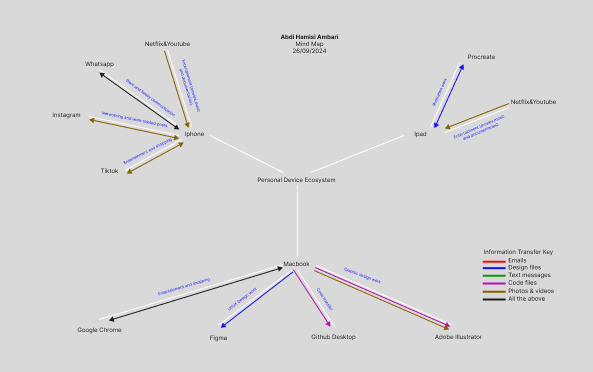 Abdi Hamisi Ambari
Mind Map
26/09/2024
Netflix&Youtube
Whatsapp
Instagram
Tiktok
Iphone
Entertainment (movies,music
and documentaries)
Work and family communication
Networking and work-related posts
Entertainment and shopping
Procreate
Netflix&Youtube
Ipad
Illustration work
Entertainment (movies,music
and documentaries)
Personal Device Ecosystem
Macbook
Entertainment and shopping
UI/UX Design work
Code transfer
Graphic design work
Google Chrome
Figma
Github Desktop
Adobe Illustrator
Information Transfer Key
Emails
Design files
Text messages
Code files
Photos & videos
All the above